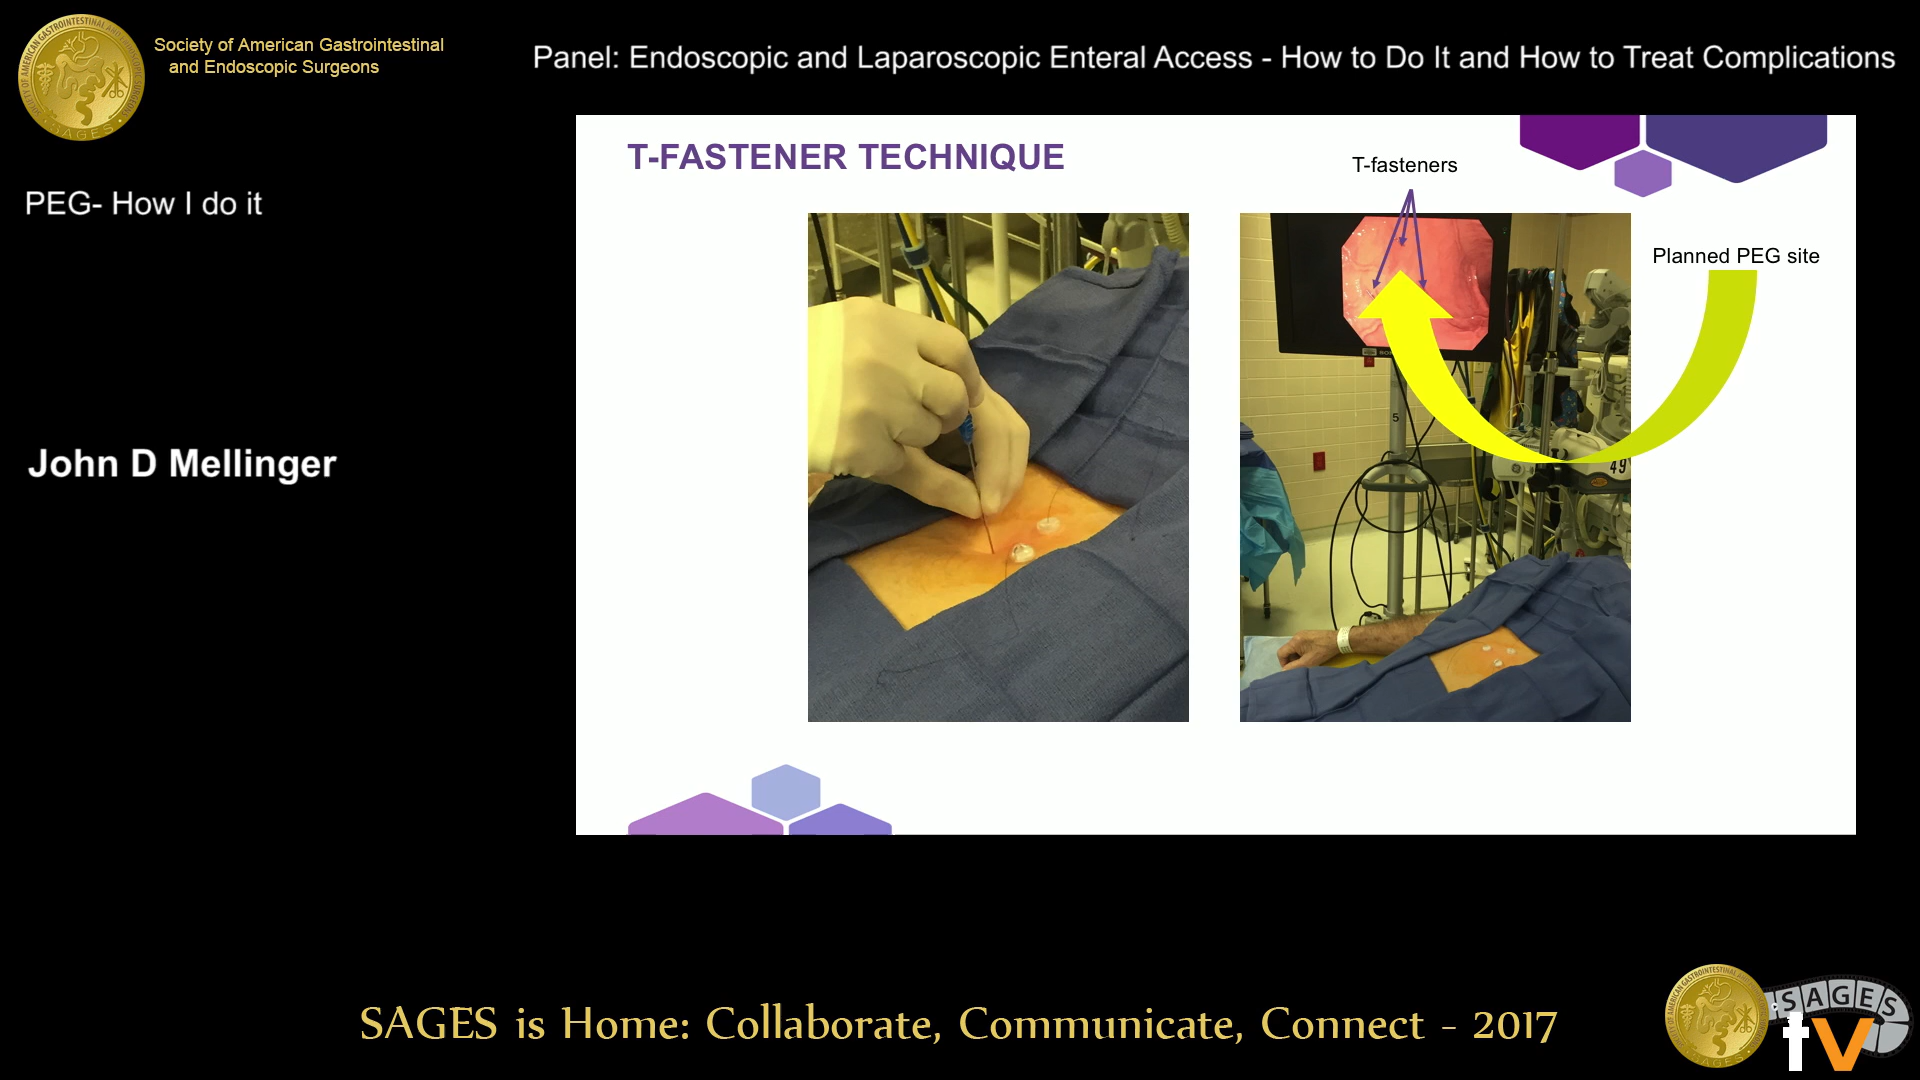 Society of American Gastrointestinal
and Endoscopic Surgeons
Panel: Endoscopic and Laparoscopic Enteral Access - How to Do It and How to Treat Complications
PEG- How I do it
John D Mellinger
T-FASTENER TECHNIQUE
T-fasteners
Planned PEG site
5
49
SAGES is Home: Collaborate, Communicate, Connect - 2017
SAGES
tv